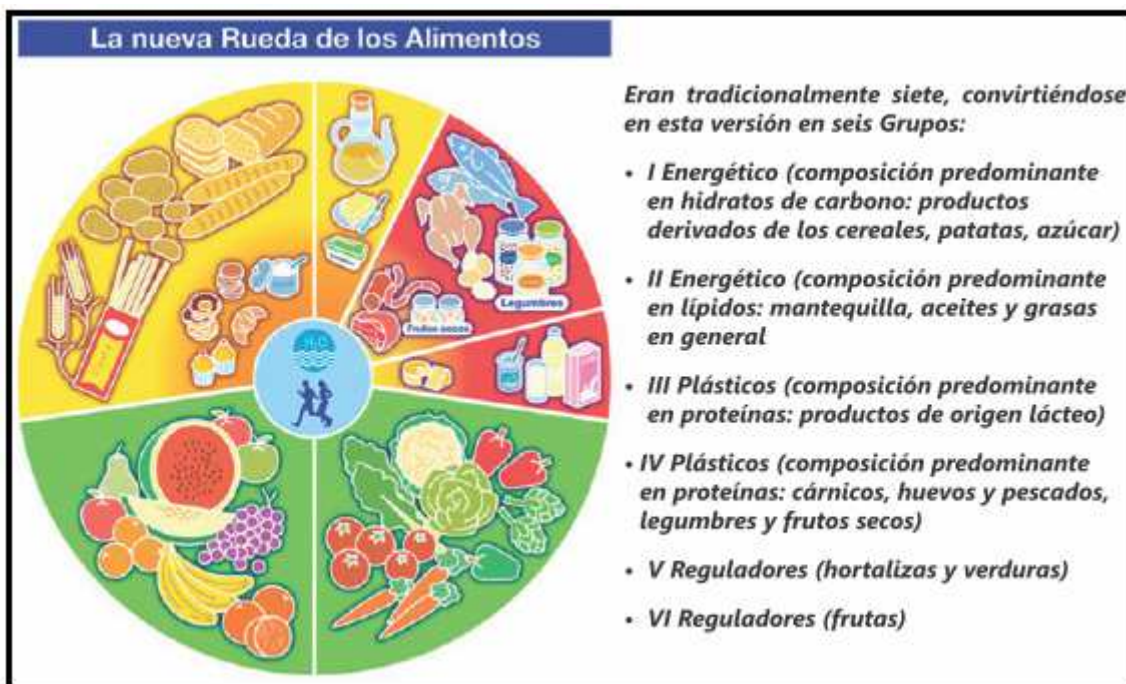 La nueva Rueda de los Alimentos
Eran tradicionalmente siete, convirtiéndose
en esta versión en seis Grupos:
• I Energético (composición predominante
en hidratos de carbono: productos
derivados de los cereales, patatas, azúcar)
• II Energético (composición predominante
en lípidos: mantequilla, aceites y grasas
en general
• III Plásticos (composición predominante
en proteínas: productos de origen lácteo)
• IV Plásticos (composición predominante
en proteínas: cárnicos, huevos y pescados,
legumbres y frutos secos)
• V Reguladores (hortalizas y verduras)
• VI Reguladores (frutas)
Legumbres
Frutos secos
H₂O